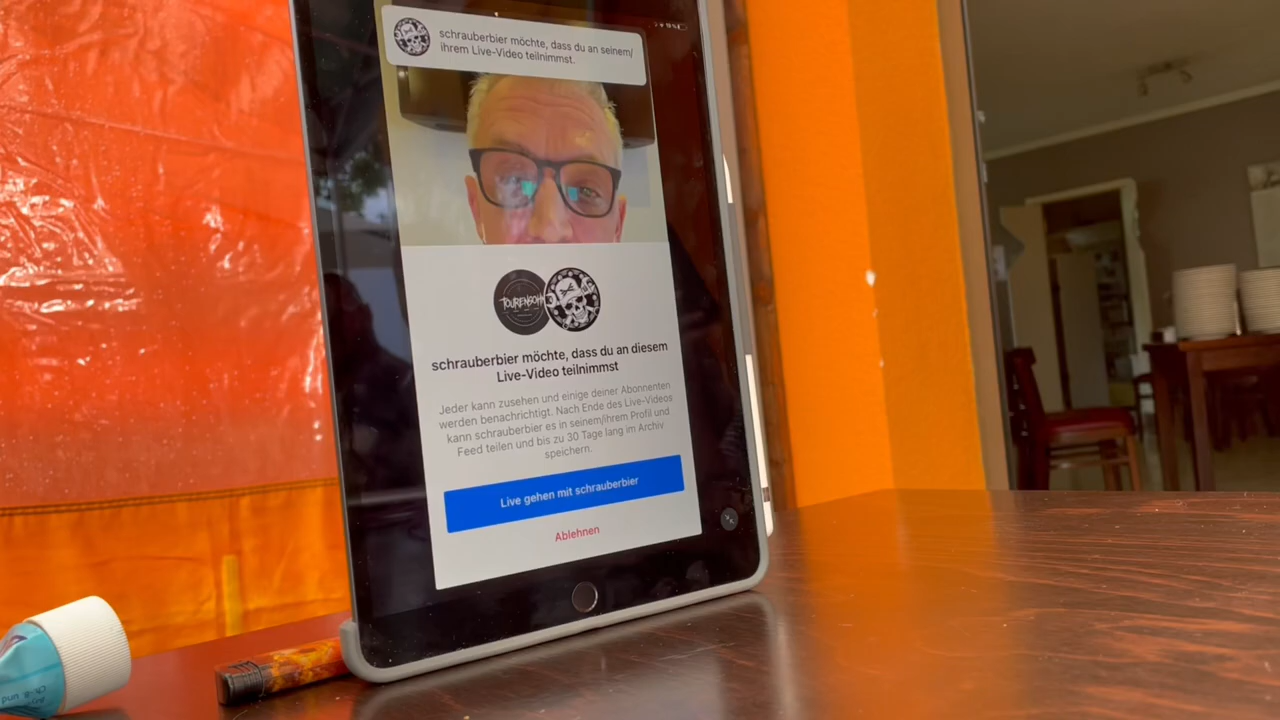 schrauberbier möchte, dass du an seinem/
ihrem Live-Video teilnimmst.
TOURENSOHN
schrauberbier möchte, dass du an diesem
Live-Video teilnimmst
Jeder kann zusehen und einige deiner Abonnenten
werden benachrichtigt. Nach Ende des Live-Videos
kann schrauberbier es in seinem/ihrem Profil und
Feed teilen und bis zu 30 Tage lang im Archiv
speichern.
Live gehen mit schrauberbier
Ablehnen